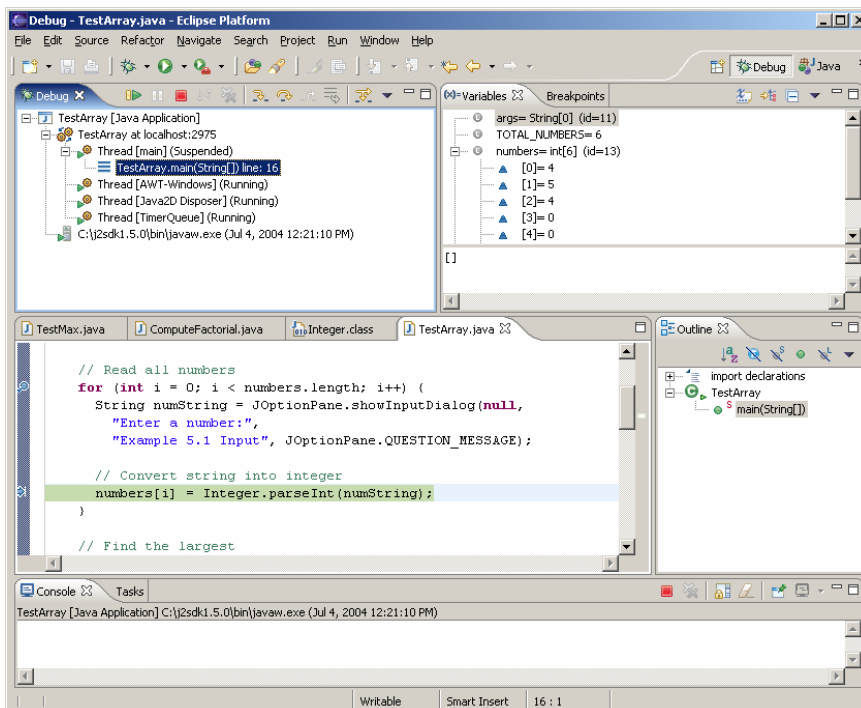 Debug - TestArray.java - Eclipse Platform
File Edit Source Refactor Navigate Search Project Run Window Help
Debug Java
Debug
TestArray [Java Application]
TestArray at localhost:2975
Thread [main] (Suspended)
TestArray.main(String[]) line: 16
Thread [AWT-Windows] (Running)
Thread [Java2D Disposer] (Running)
Thread [TimerQueue] (Running)
C:\j2sdk1.5.0\bin\javaw.exe (Jul 4, 2004 12:21:10 PM)
(x)=Variables Breakpoints
args= String[0] (id=11)
TOTAL_NUMBERS= 6
numbers= int[6] (id=13)
[0]= 4
[1]= 5
[2]= 4
[3]= 0
[4]= 0
[]
TestMax.java ComputeFactorial.java Integer.class TestArray.java
// Read all numbers
for (int i = 0; i < numbers.length; i++) {
String numString = JOptionPane.showInputDialog(null,
"Enter a number:",
"Example 5.1 Input", JOptionPane.QUESTION_MESSAGE);
// Convert string into integer
numbers[i] = Integer.parseInt(numString);
}
// Find the largest
Outline
import declarations
TestArray
main(String[])
Console Tasks
TestArray [Java Application] C:\j2sdk1.5.0\bin\javaw.exe (Jul 4, 2004 12:21:10 PM)
Writable Smart Insert 16 : 1